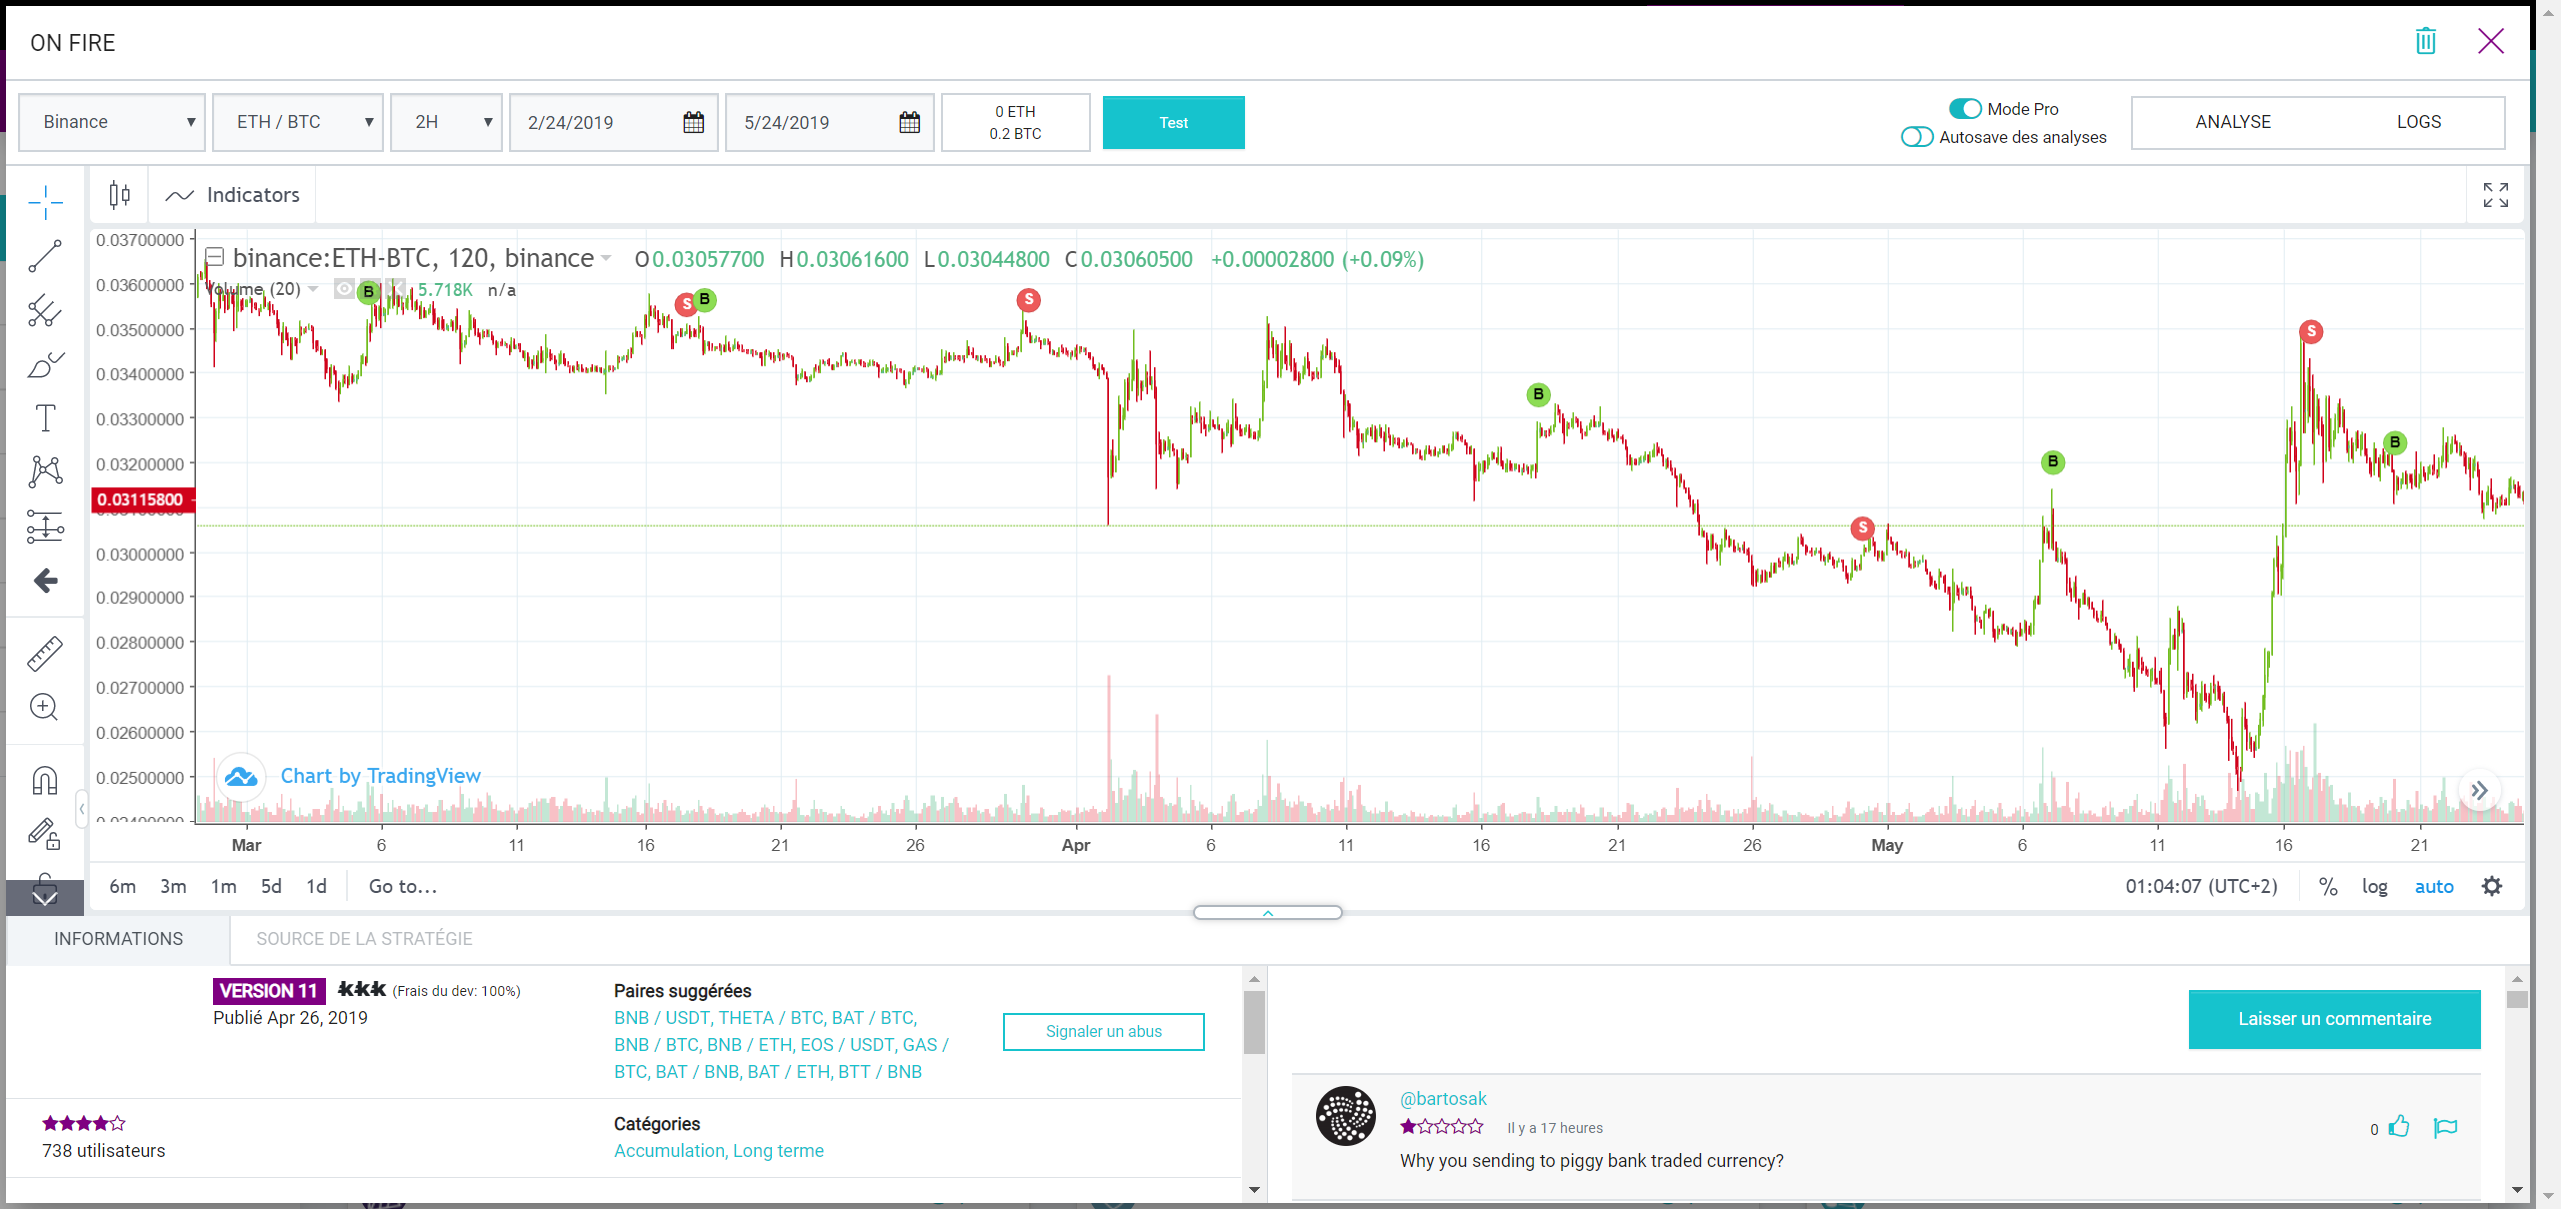 ON FIRE
Binance
ETH / BTC
2H
2/24/2019
5/24/2019
0 ETH
0.2 BTC
Test
Mode Pro
Autosave des analyses
ANALYSE
LOGS
Indicators
binance:ETH-BTC, 120, binance O0.03057700 H0.03061600 L0.03044800 C0.03060500 +0.00002800 (+0.09%)
Volume (20) 5.718K n/a
0.03700000
0.03600000
0.03500000
0.03400000
0.03300000
0.03200000
0.03115800
0.03000000
0.02900000
0.02800000
0.02700000
0.02600000
0.02500000
B
S
B
S
B
S
B
S
B
Chart by TradingView
Mar 6 11 16 21 26 Apr 6 11 16 21 26 May 6 11 16 21
6m 3m 1m 5d 1d Go to...
01:04:07 (UTC+2) % log auto
INFORMATIONS
SOURCE DE LA STRATÉGIE
VERSION 11 (Frais du dev: 100%)
Publié Apr 26, 2019
Paires suggérées
BNB / USDT, THETA / BTC, BAT / BTC,
BNB / BTC, BNB / ETH, EOS / USDT, GAS /
BTC, BAT / BNB, BAT / ETH, BTT / BNB
Signaler un abus
738 utilisateurs
Catégories
Accumulation, Long terme
Laisser un commentaire
@bartosak
Il y a 17 heures
0
Why you sending to piggy bank traded currency?